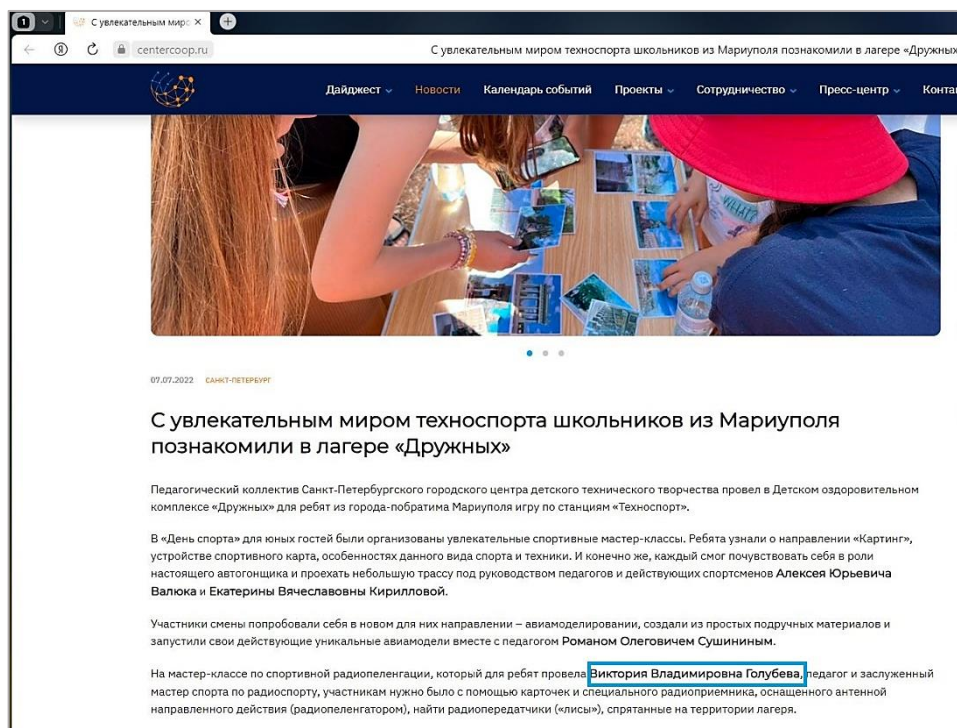 1
С увлекательным мирс
centercoop.ru
С увлекательным миром техноспорта школьников из Мариуполя познакомили в лагере «Дружных
Дайджест Новости Календарь событий Проекты Сотрудничество Пресс-центр Конта
WHAT?
07.07.2022 САНКТ-ПЕТЕРБУРГ
С увлекательным миром техноспорта школьников из Мариуполя
познакомили в лагере «Дружных»
Педагогический коллектив Санкт-Петербургского городского центра детского технического творчества провел в Детском оздоровительном
комплексе «Дружных» для ребят из города-побратима Мариуполя игру по станциям «Техноспорт».
В «День спорта» для юных гостей были организованы увлекательные спортивные мастер-классы. Ребята узнали о направлении «Картинг»,
устройстве спортивного карта, особенностях данного вида спорта и техники. И конечно же, каждый смог почувствовать себя в роли
настоящего автогонщика и проехать небольшую трассу под руководством педагогов и действующих спортсменов Алексея Юрьевича
Валюка и Екатерины Вячеславовны Кирилловой.
Участники смены попробовали себя в новом для них направлении – авиамоделировании, создали из простых подручных материалов и
запустили свои действующие уникальные авиамодели вместе с педагогом Романом Олеговичем Сушининым.
На мастер-классе по спортивной радиопеленгации, который для ребят провела Виктория Владимировна Голубева, педагог и заслуженный
мастер спорта по радиоспорту, участникам нужно было с помощью карточек и специального радиоприемника, оснащенного антенной
направленного действия (радиопеленгатором), найти радиопередатчики («лисы»), спрятанные на территории лагеря.